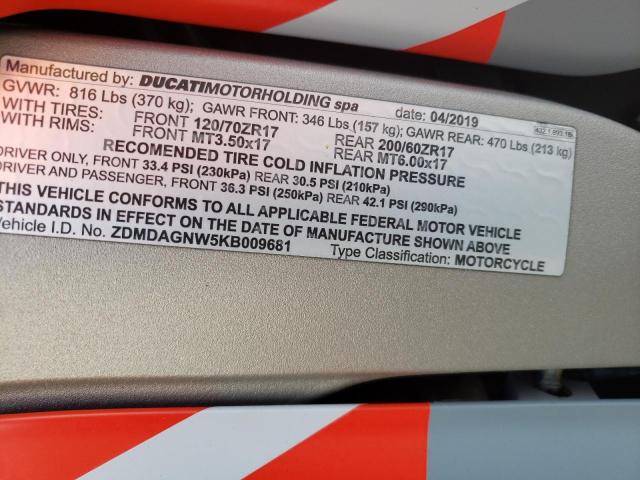 Manufactured by: DUCATIMOTORHOLDING spa date: 04/2019
GVWR: 816 Lbs (370 kg); GAWR FRONT: 346 Lbs (157 kg); GAWR REAR: 470 Lbs (213 kg)
WITH TIRES: FRONT 120/70ZR17 REAR 200/60ZR17
WITH RIMS: FRONT MT3.50x17 REAR MT6.00x17
RECOMENDED TIRE COLD INFLATION PRESSURE
DRIVER ONLY, FRONT 33.4 PSI (230kPa) REAR 30.5 PSI (210kPa)
DRIVER AND PASSENGER, FRONT 36.3 PSI (250kPa) REAR 42.1 PSI (290kPa)
THIS VEHICLE CONFORMS TO ALL APPLICABLE FEDERAL MOTOR VEHICLE
STANDARDS IN EFFECT ON THE DATE OF MANUFACTURE SHOWN ABOVE
Vehicle I.D. No. ZDMDAGNW5KB009681 Type Classification: MOTORCYCLE